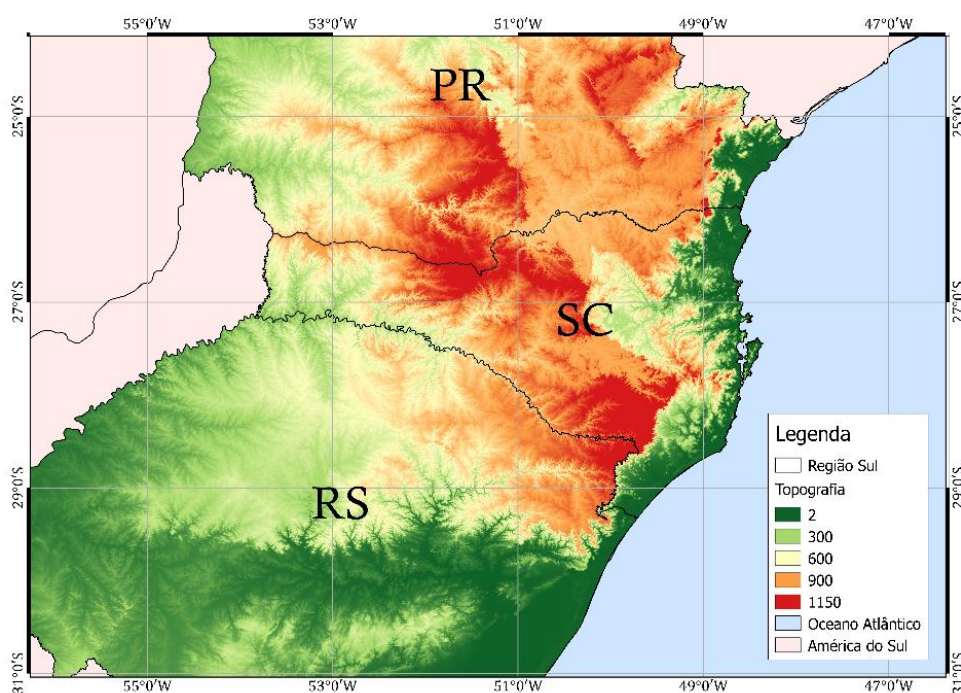 55°0'W 53°0'W 51°0'W 49°0'W 47°0'W
PR
25°0'S 25°0'S
27°0'S 27°0'S
SC
Legenda
Região Sul
Topografia
2
300
600
900
1150
Oceano Atlântico
América do Sul
29°0'S 29°0'S
RS
31°0'S 31°0'S
55°0'W 53°0'W 51°0'W 49°0'W 47°0'W